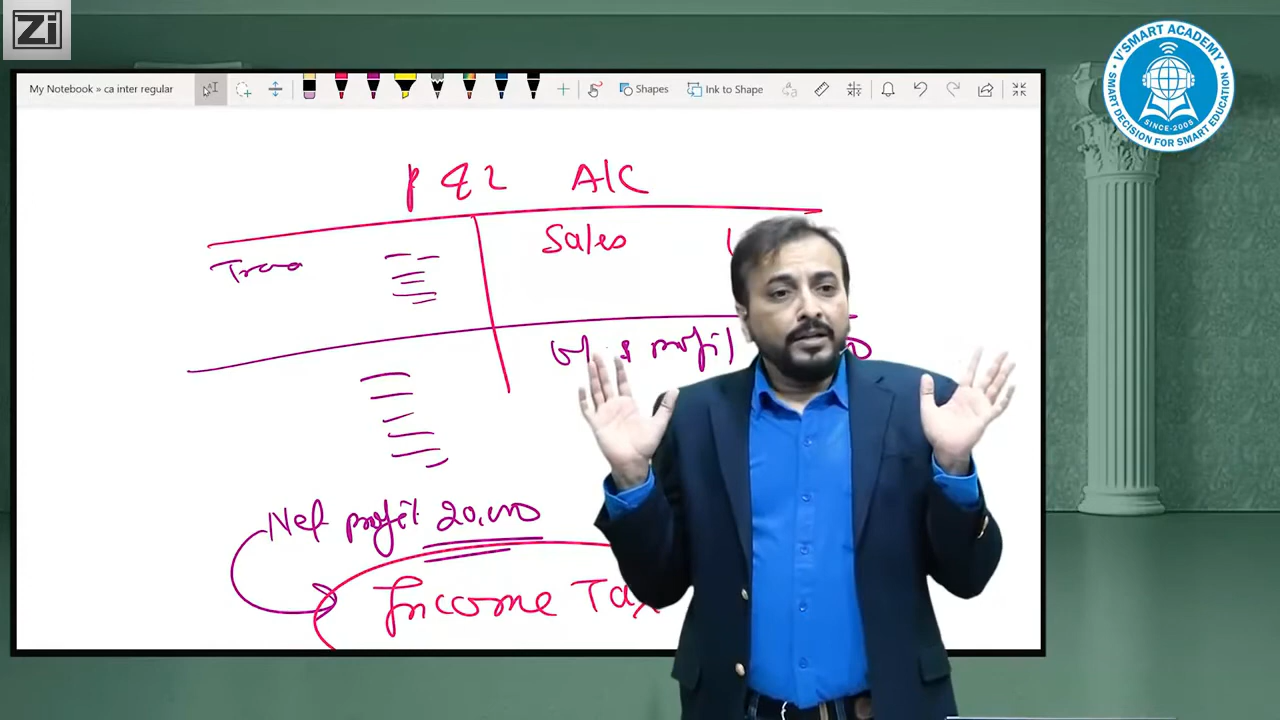 Zi
My Notebook » ca inter regular
Shapes
Ink to Shape
V'SMART ACADEMY
SMART DECISION FOR SMART EDUCATION
SINCE-2005
P & L A/C
Sales
profit
Net profit 20,000
Income Tax